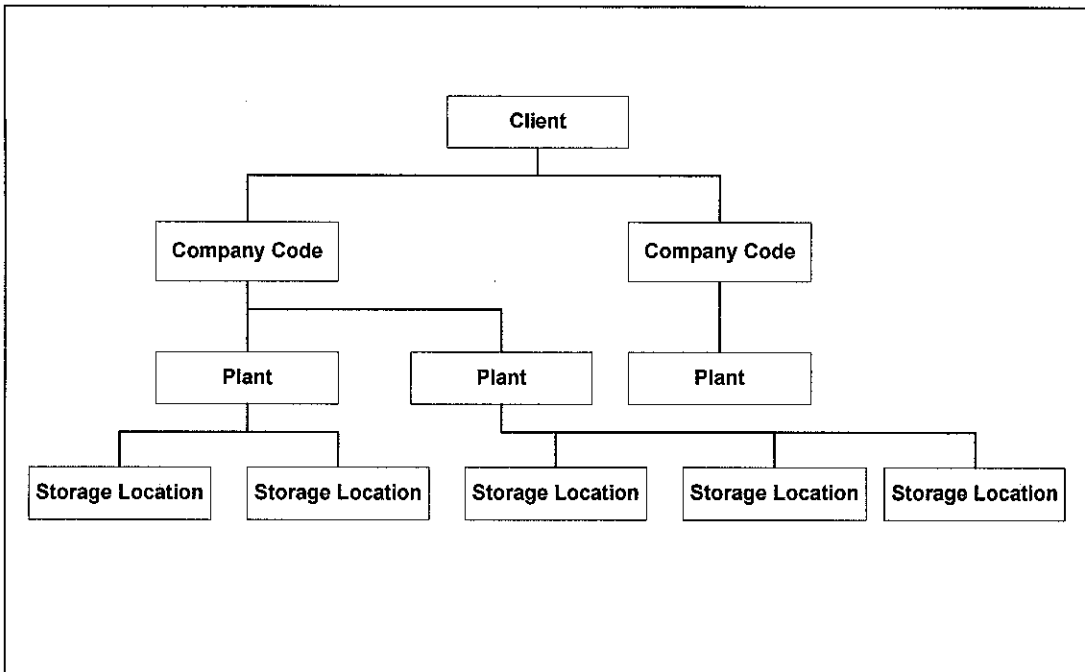 Client
Company Code
Company Code
Plant
Plant
Plant
Storage Location
Storage Location
Storage Location
Storage Location
Storage Location